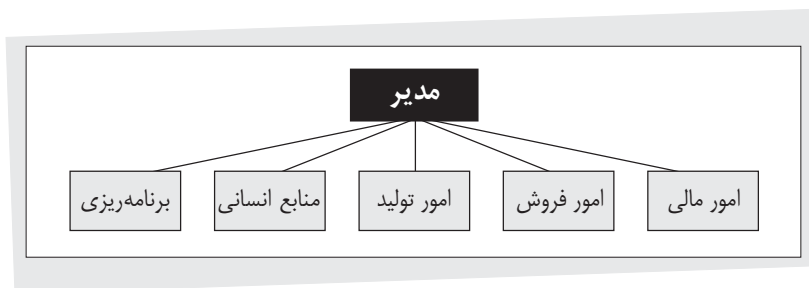 مدیر
امور مالی
امور فروش
امور تولید
منابع انسانی
برنامه‌ریزی